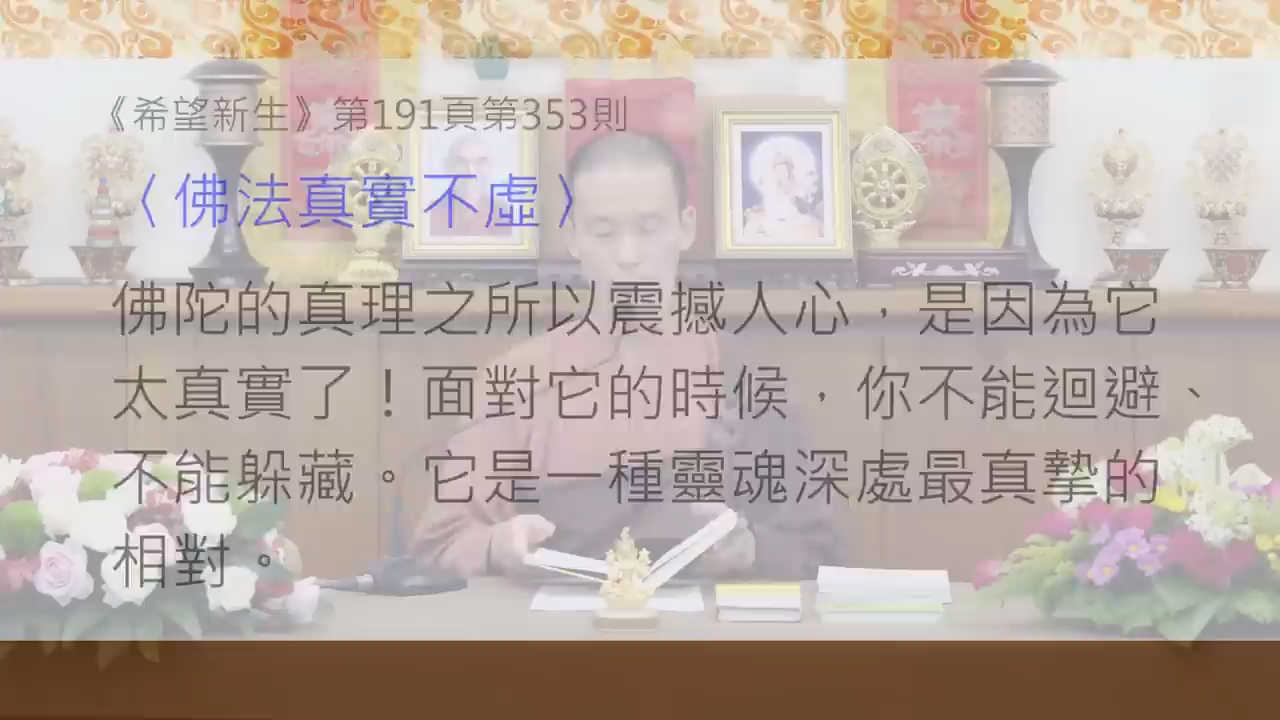 《希望新生》第191頁第353則
〈佛法真實不虛〉
佛陀的真理之所以震撼人心，是因為它
太真實了！面對它的時候，你不能迴避、
不能躲藏。它是一種靈魂深處最真摯的
相對。